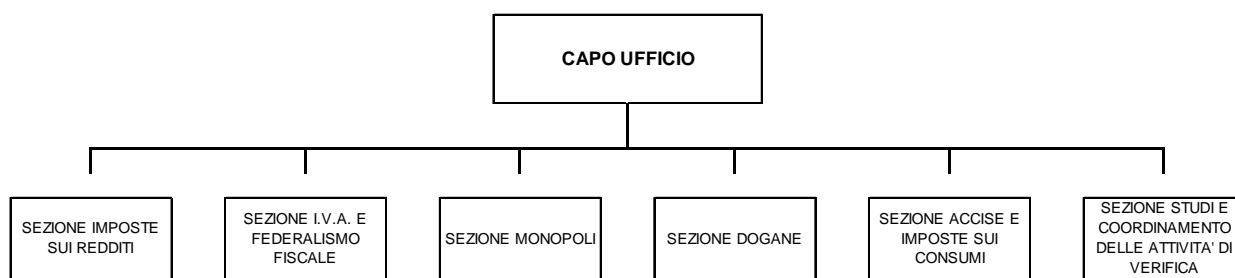 CAPO UFFICIO
SEZIONE IMPOSTE
SUI REDDITI
SEZIONE I.V.A. E
FEDERALISMO
FISCALE
SEZIONE MONOPOLI
SEZIONE DOGANE
SEZIONE ACCISE E
IMPOSTE SUI
CONSUMI
SEZIONE STUDI E
COORDINAMENTO
DELLE ATTIVITA' DI
VERIFICA